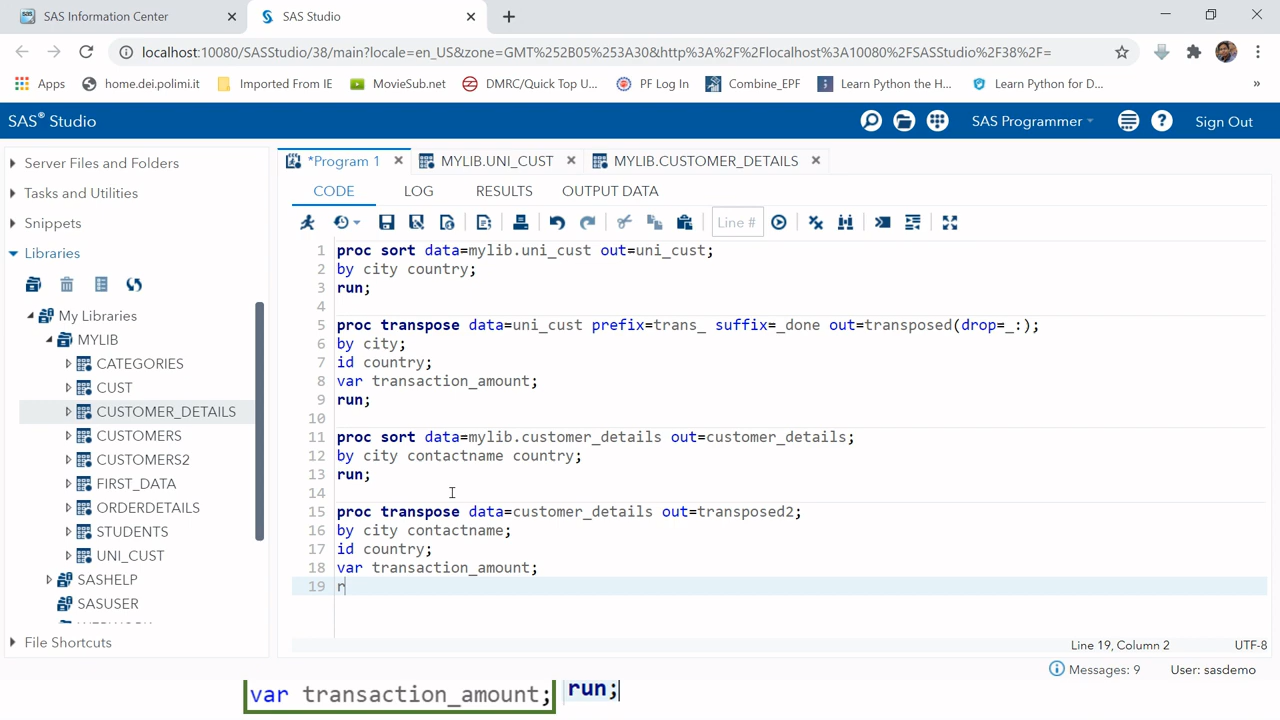 SAS Information Center
SAS Studio
localhost:10080/SASStudio/38/main?locale=en_US&zone=GMT%252B05%253A30&http%3A%2F%2Flocalhost%3A10080%2FSASStudio%2F38%2F=
Apps home.dei.polimi.it Imported From IE MovieSub.net DMRC/Quick Top U... PF Log In Combine_EPF Learn Python the H... Learn Python for D... »
SAS® Studio
SAS Programmer
Sign Out
Server Files and Folders
Tasks and Utilities
Snippets
Libraries
My Libraries
MYLIB
CATEGORIES
CUST
CUSTOMER_DETAILS
CUSTOMERS
CUSTOMERS2
FIRST_DATA
ORDERDETAILS
STUDENTS
UNI_CUST
SASHELP
SASUSER
File Shortcuts
*Program 1 MYLIB.UNI_CUST MYLIB.CUSTOMER_DETAILS
CODE LOG RESULTS OUTPUT DATA
Line #
1 proc sort data=mylib.uni_cust out=uni_cust;
2 by city country;
3 run;
4
5 proc transpose data=uni_cust prefix=trans_ suffix=_done out=transposed(drop=_:);
6 by city;
7 id country;
8 var transaction_amount;
9 run;
10
11 proc sort data=mylib.customer_details out=customer_details;
12 by city contactname country;
13 run;
14
15 proc transpose data=customer_details out=transposed2;
16 by city contactname;
17 id country;
18 var transaction_amount;
19 r
Line 19, Column 2 UTF-8
Messages: 9 User: sasdemo
var transaction_amount; run;